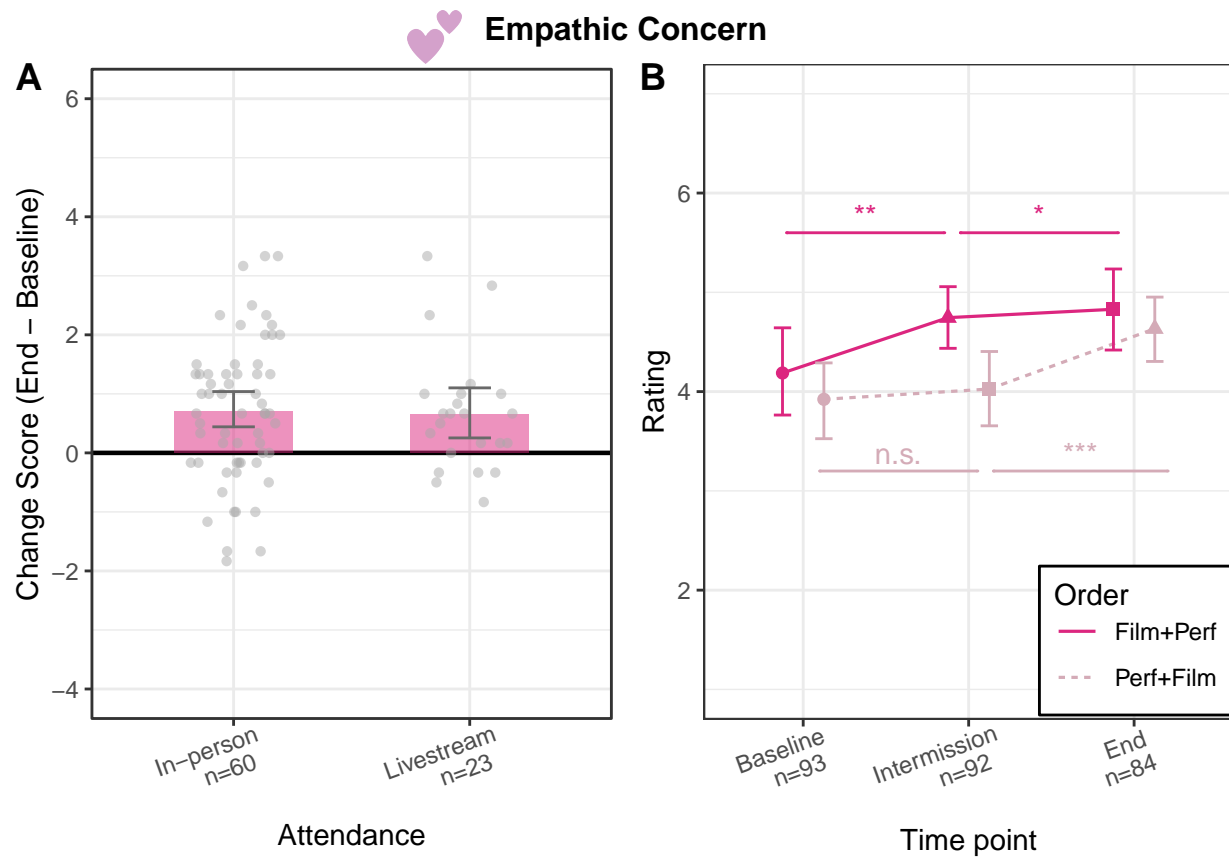 Empathic Concern
A
Change Score (End − Baseline)
6
4
2
0
−2
−4
In−person
n=60
Livestream
n=23
Attendance
B
Rating
6
4
2
**
*
n.s.
***
Order
Film+Perf
Perf+Film
Baseline
n=93
Intermission
n=92
End
n=84
Time point